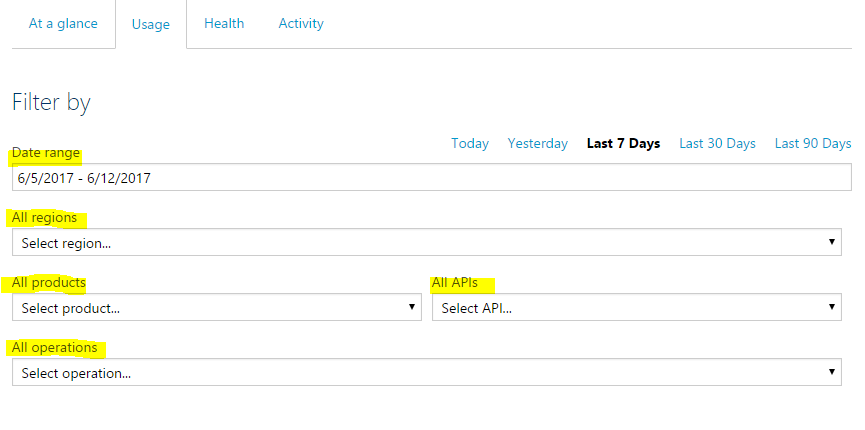 At a glance Usage Health Activity
Filter by
Today Yesterday Last 7 Days Last 30 Days Last 90 Days
Date range
6/5/2017 - 6/12/2017
All regions
Select region...
All products All APIs
Select product... Select API...
All operations
Select operation...